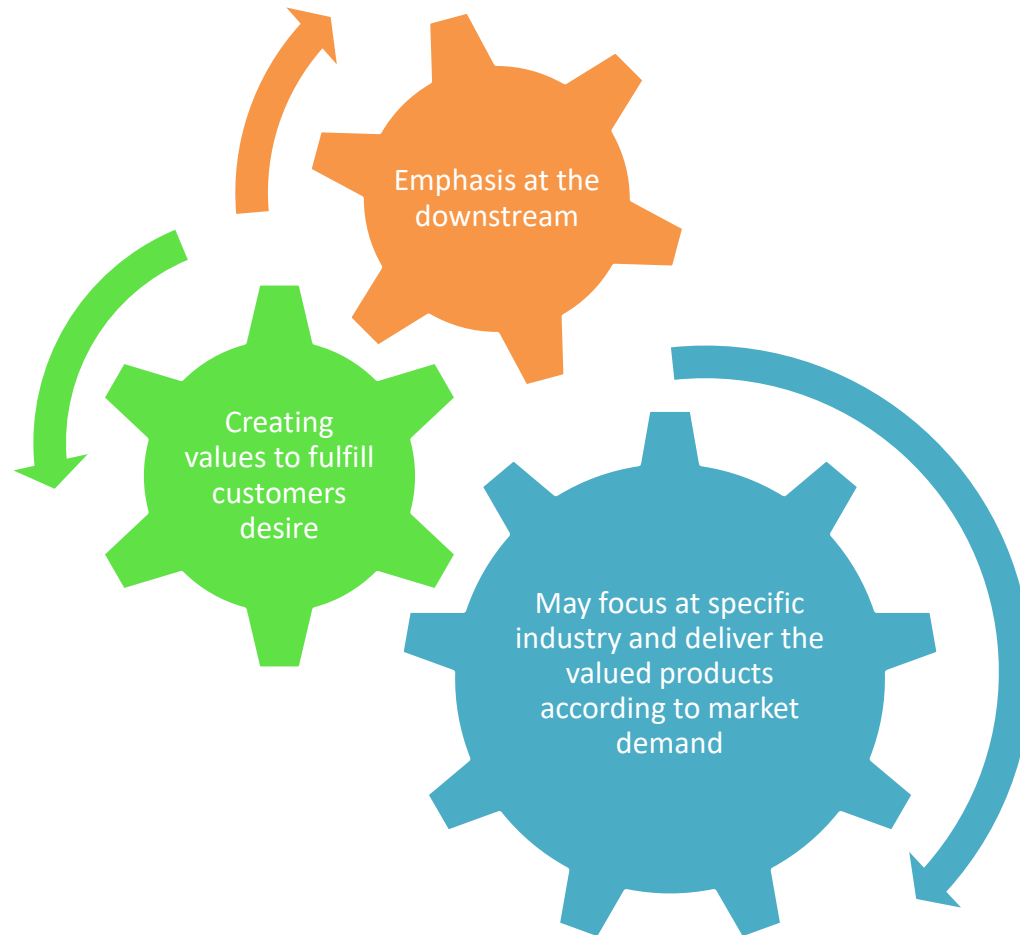 Emphasis at the
downstream
Creating
values to fulfill
customers
desire
May focus at specific
industry and deliver the
valued products
according to market
demand